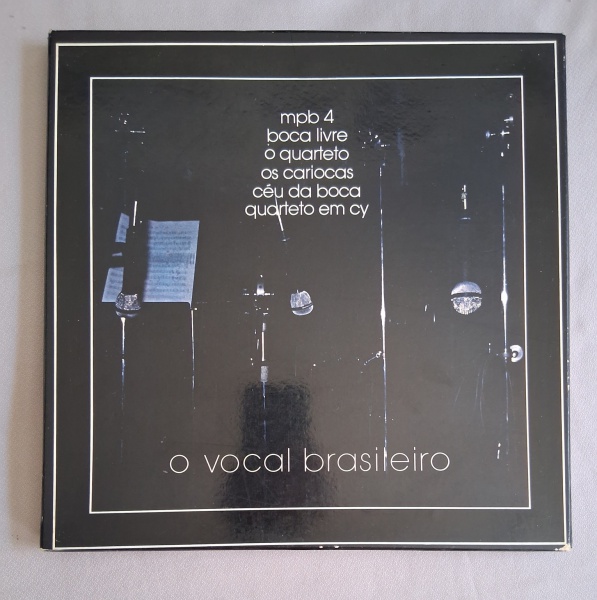 mpb 4
boca livre
o quarteto
os cariocas
céu da boca
quarteto em cy
o vocal brasileiro